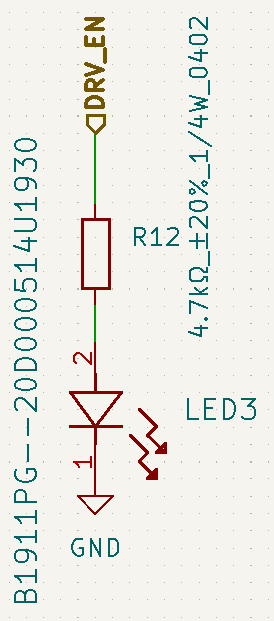 DRV_EN
R12
4.7kΩ_±20%_1/4W_0402
2
LED3
1
B1911PG--20D000514U1930
GND